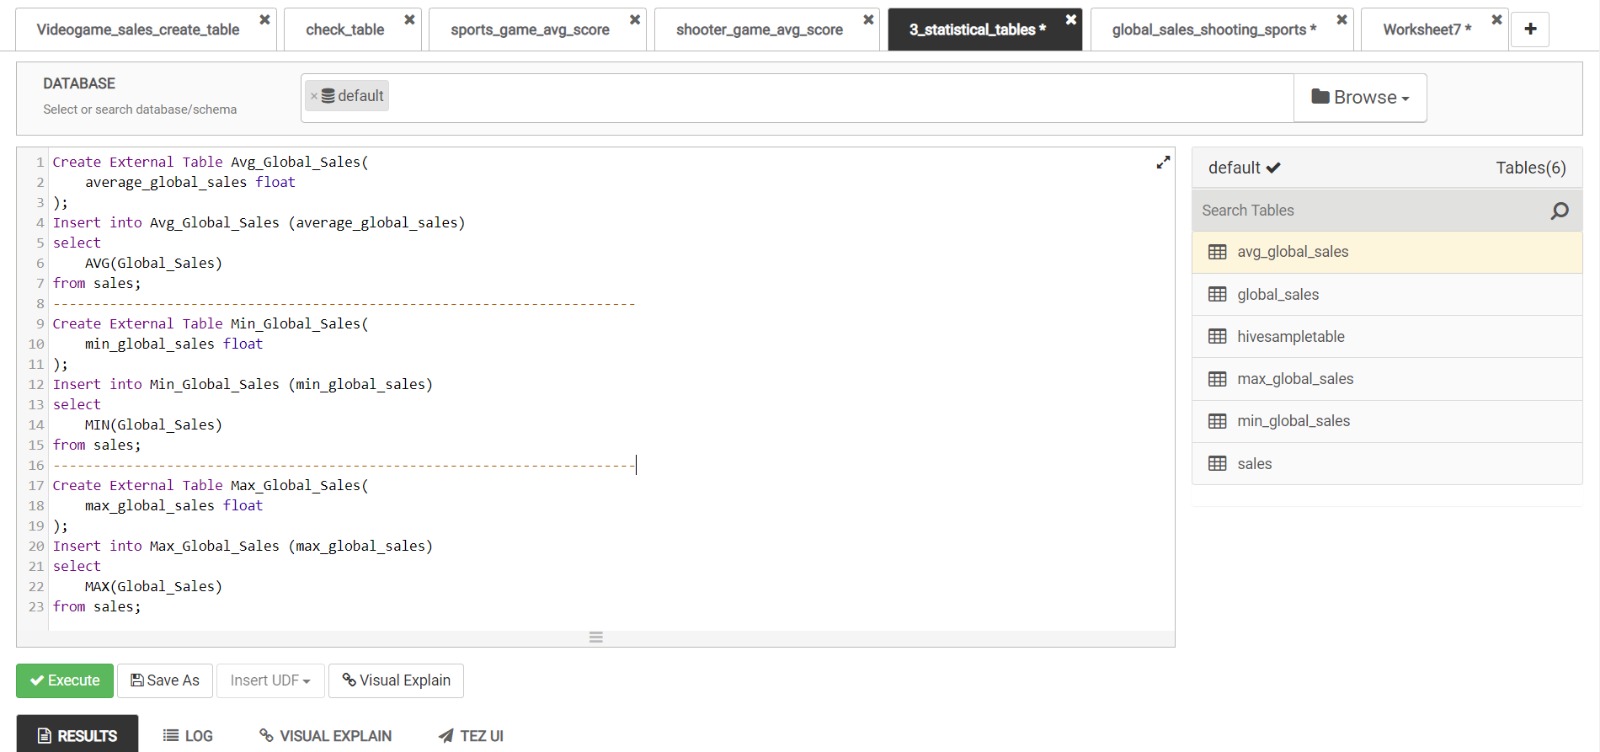 Videogame_sales_create_table ✖ check_table ✖ sports_game_avg_score ✖ shooter_game_avg_score ✖ 3_statistical_tables * ✖ global_sales_shooting_sports * ✖ Worksheet7 * ✖ +
DATABASE
Select or search database/schema
× default
Browse
1 Create External Table Avg_Global_Sales(
2 average_global_sales float
3 );
4 Insert into Avg_Global_Sales (average_global_sales)
5 select
6 AVG(Global_Sales)
7 from sales;
8 ------------------------------------------------------------------------
9 Create External Table Min_Global_Sales(
10 min_global_sales float
11 );
12 Insert into Min_Global_Sales (min_global_sales)
13 select
14 MIN(Global_Sales)
15 from sales;
16 ------------------------------------------------------------------------
17 Create External Table Max_Global_Sales(
18 max_global_sales float
19 );
20 Insert into Max_Global_Sales (max_global_sales)
21 select
22 MAX(Global_Sales)
23 from sales;
default ✔ Tables(6)
Search Tables
avg_global_sales
global_sales
hivesampletable
max_global_sales
min_global_sales
sales
✔ Execute Save As Insert UDF Visual Explain
RESULTS LOG VISUAL EXPLAIN TEZ UI